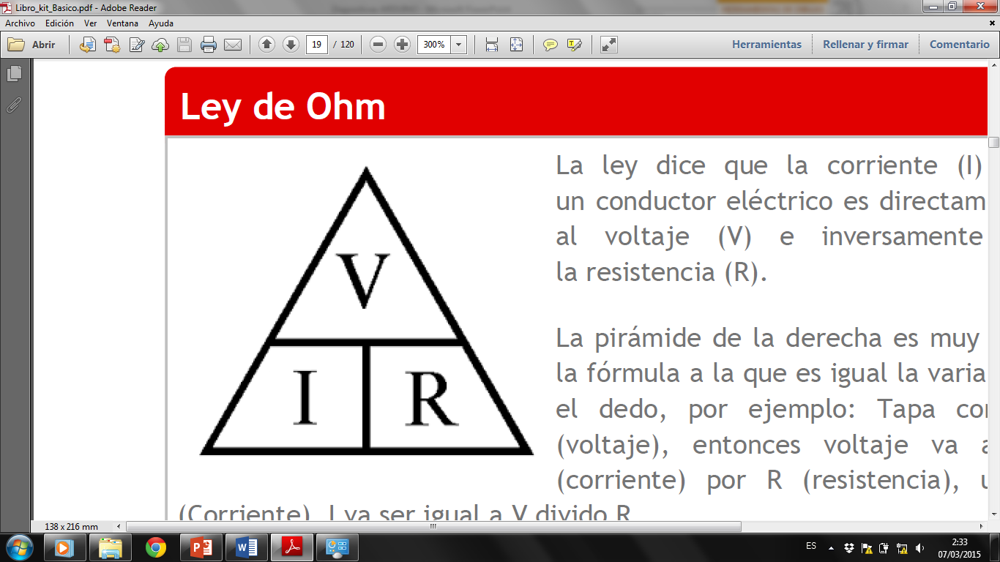 Libro_kit_Basico.pdf - Adobe Reader
Archivo Edición Ver Ventana Ayuda
Abrir 19 / 120 300% Herramientas Rellenar y firmar Comentario
Ley de Ohm
La ley dice que la corriente (I)
un conductor eléctrico es directam
al voltaje (V) e inversamente
la resistencia (R).
La pirámide de la derecha es muy
la fórmula a la que es igual la varia
el dedo, por ejemplo: Tapa con
(voltaje), entonces voltaje va a
(corriente) por R (resistencia), u
(Corriente), I va ser igual a V divido R
V
I R
138 x 216 mm
ES 2:33
07/03/2015